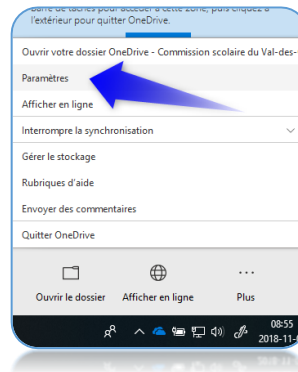 barre de tâches pour accéder à cette zone, puis cliquez à
l'extérieur pour quitter OneDrive.
Ouvrir votre dossier OneDrive - Commission scolaire du Val-des-
Paramètres
Afficher en ligne
Interrompre la synchronisation
Gérer le stockage
Rubriques d'aide
Envoyer des commentaires
Quitter OneDrive
Ouvrir le dossier Afficher en ligne Plus
08:55
2018-11-